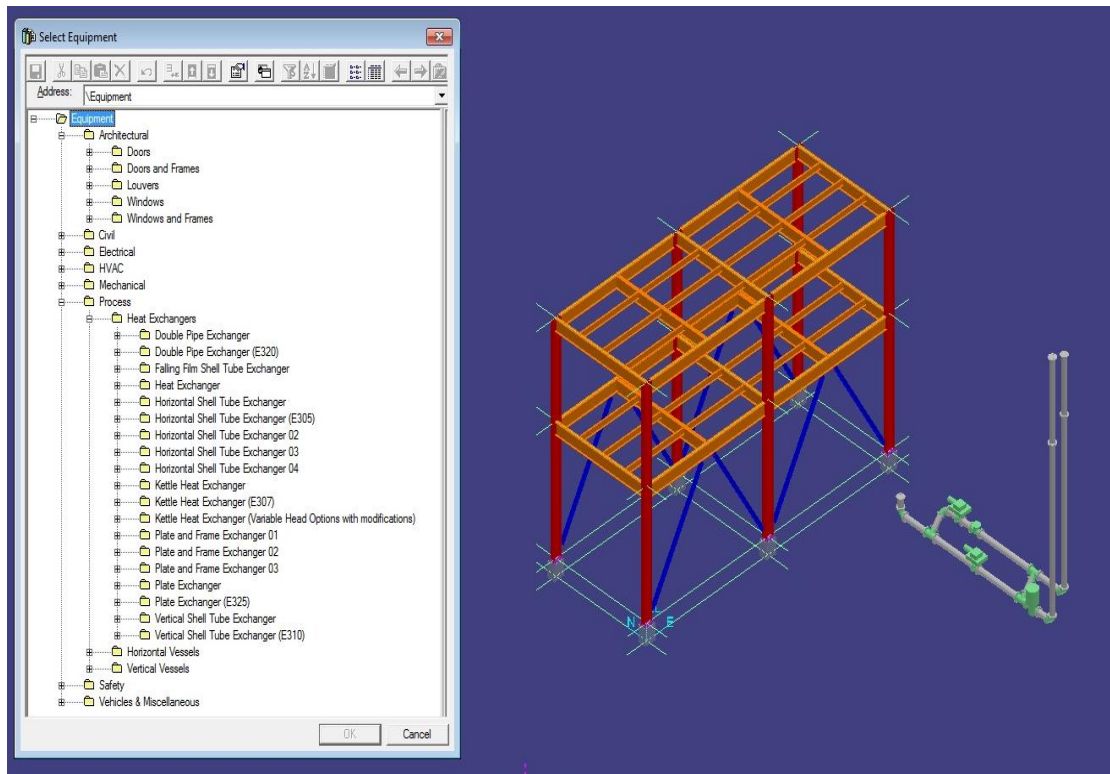 Select Equipment
Address: \Equipment
Equipment
Architectural
Doors
Doors and Frames
Louvers
Windows
Windows and Frames
Civil
Electrical
HVAC
Mechanical
Process
Heat Exchangers
Double Pipe Exchanger
Double Pipe Exchanger (E320)
Falling Film Shell Tube Exchanger
Heat Exchanger
Horizontal Shell Tube Exchanger
Horizontal Shell Tube Exchanger (E305)
Horizontal Shell Tube Exchanger 02
Horizontal Shell Tube Exchanger 03
Horizontal Shell Tube Exchanger 04
Kettle Heat Exchanger
Kettle Heat Exchanger (E307)
Kettle Heat Exchanger (Variable Head Options with modifications)
Plate and Frame Exchanger 01
Plate and Frame Exchanger 02
Plate and Frame Exchanger 03
Plate Exchanger
Plate Exchanger (E325)
Vertical Shell Tube Exchanger
Vertical Shell Tube Exchanger (E310)
Horizontal Vessels
Vertical Vessels
Safety
Vehicles & Miscellaneous
OK Cancel
N E